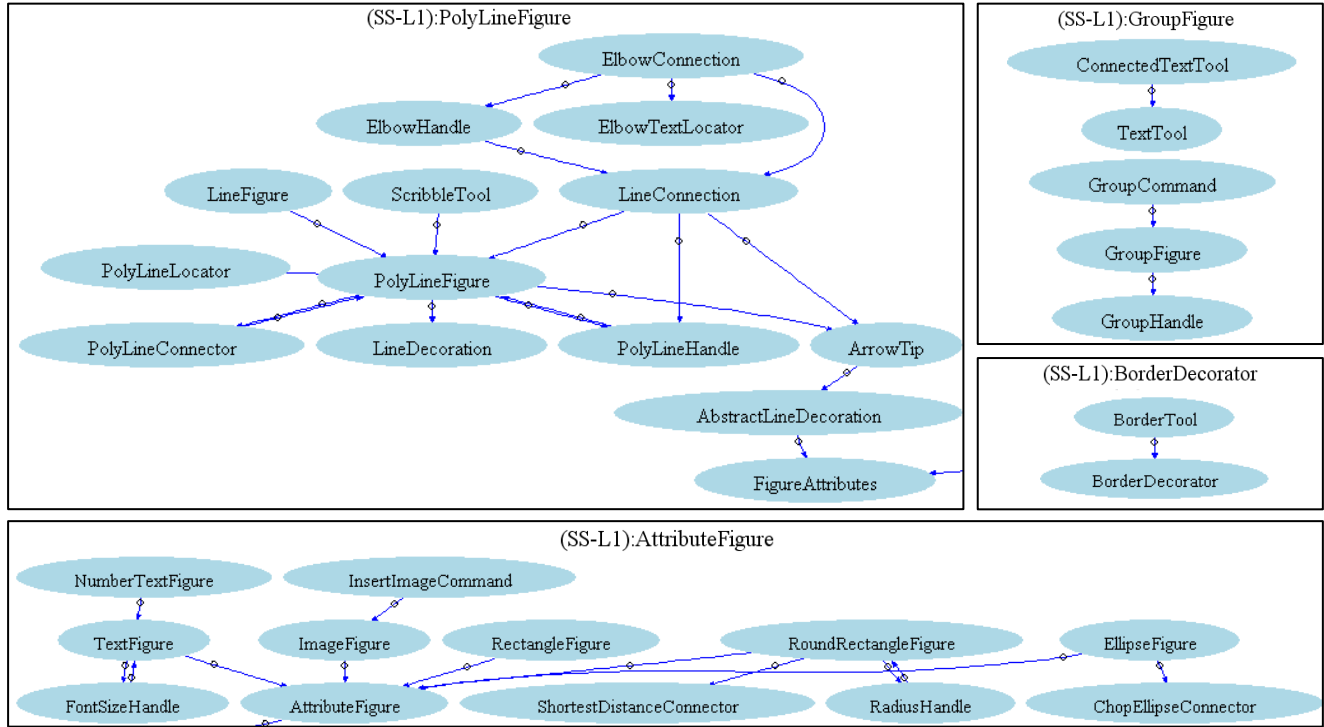 (SS-L1):PolyLineFigure
ElbowConnection
ElbowHandle
ElbowTextLocator
LineFigure
ScribbleTool
LineConnection
PolyLineLocator
PolyLineFigure
PolyLineConnector
LineDecoration
PolyLineHandle
ArrowTip
AbstractLineDecoration
FigureAttributes
(SS-L1):GroupFigure
ConnectedTextTool
TextTool
GroupCommand
GroupFigure
GroupHandle
(SS-L1):BorderDecorator
BorderTool
BorderDecorator
(SS-L1):AttributeFigure
NumberTextFigure
InsertImageCommand
TextFigure
ImageFigure
RectangleFigure
RoundRectangleFigure
EllipseFigure
FontSizeHandle
AttributeFigure
ShortestDistanceConnector
RadiusHandle
ChopEllipseConnector